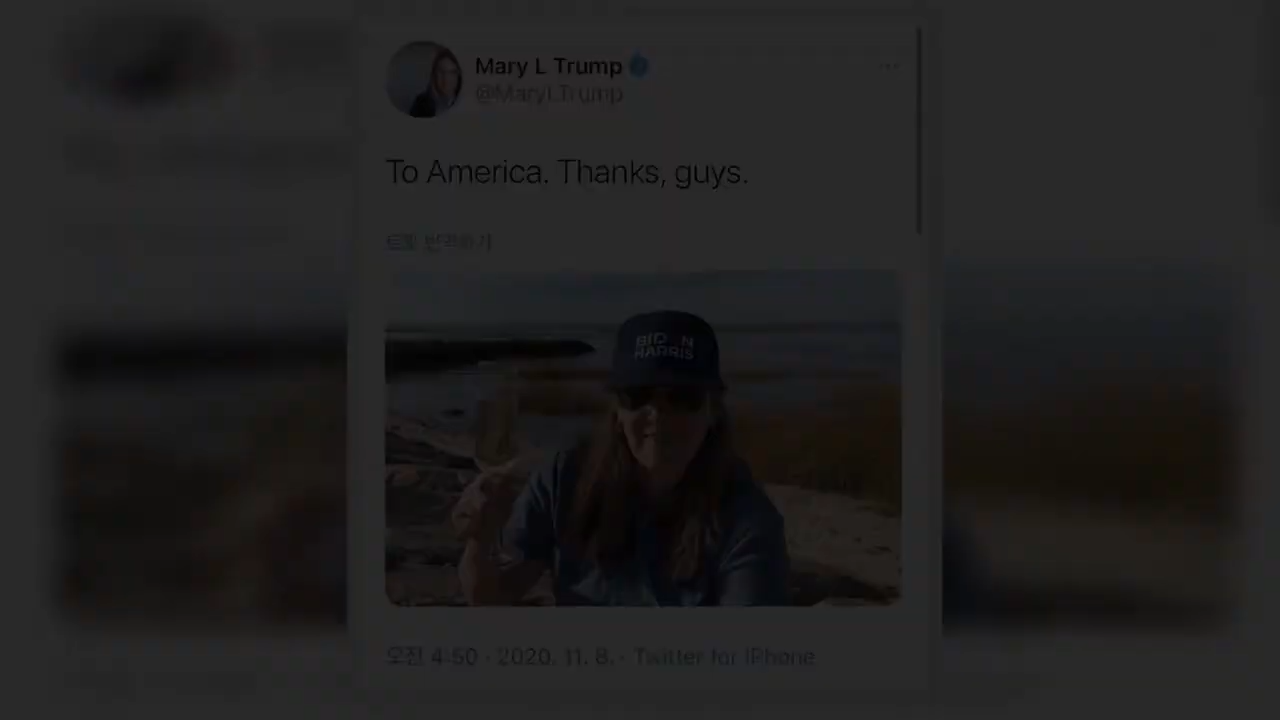 Mary L Trump
@MaryLTrump
To America. Thanks, guys.
트윗 번역하기
BID N
HARRIS
오전 4:50 · 2020. 11. 8. · Twitter for iPhone